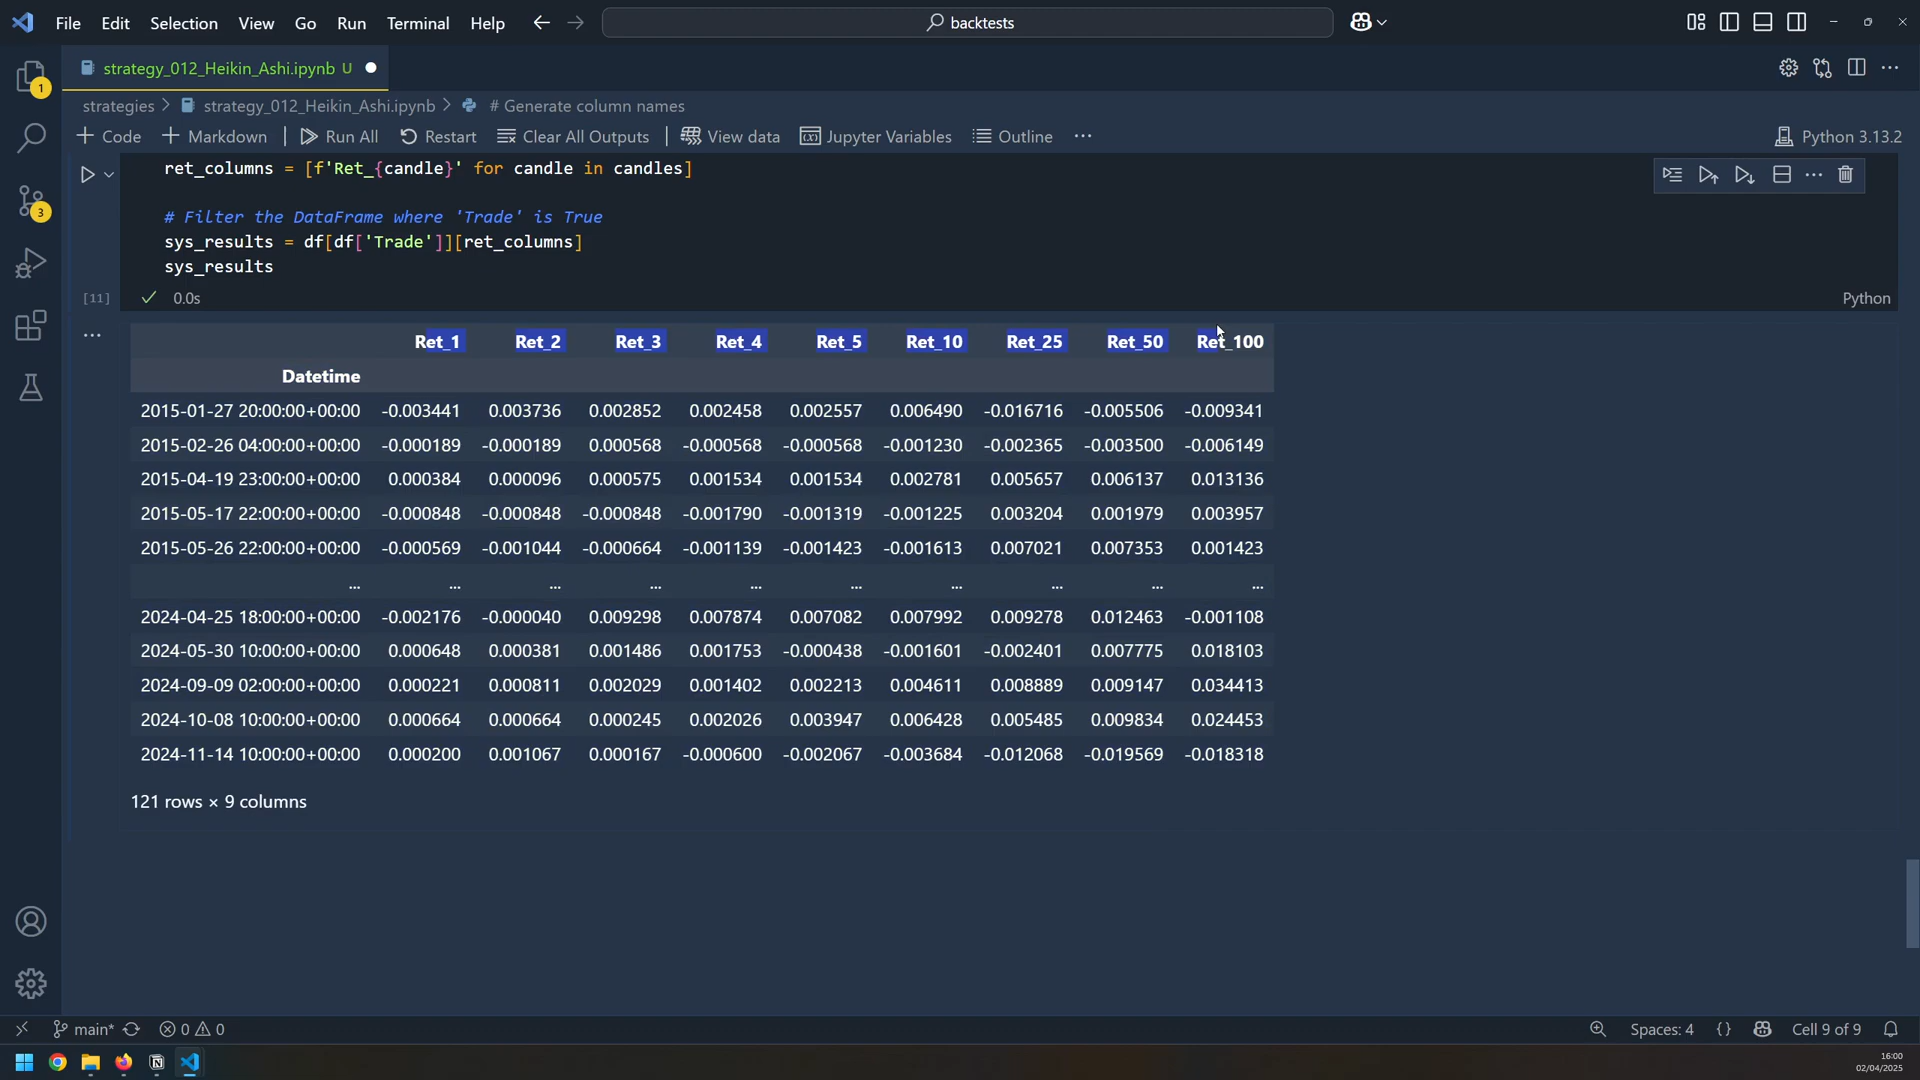 File Edit Selection View Go Run Terminal Help
backtests
strategy_012_Heikin_Ashi.ipynb U
strategies > strategy_012_Heikin_Ashi.ipynb > # Generate column names
Code Markdown Run All Restart Clear All Outputs View data Jupyter Variables Outline ... Python 3.13.2
ret_columns = [f'Ret_{candle}' for candle in candles]
# Filter the DataFrame where 'Trade' is True
sys_results = df[df['Trade']][ret_columns]
sys_results
[11] 0.0s Python
Ret_1 Ret_2 Ret_3 Ret_4 Ret_5 Ret_10 Ret_25 Ret_50 Ret_100
Datetime
2015-01-27 20:00:00+00:00 -0.003441 0.003736 0.002852 0.002458 0.002557 0.006490 -0.016716 -0.005506 -0.009341
2015-02-26 04:00:00+00:00 -0.000189 -0.000189 0.000568 -0.000568 -0.000568 -0.001230 -0.002365 -0.003500 -0.006149
2015-04-19 23:00:00+00:00 0.000384 0.000096 0.000575 0.001534 0.001534 0.002781 0.005657 0.006137 0.013136
2015-05-17 22:00:00+00:00 -0.000848 -0.000848 -0.000848 -0.001790 -0.001319 -0.001225 0.003204 0.001979 0.003957
2015-05-26 22:00:00+00:00 -0.000569 -0.001044 -0.000664 -0.001139 -0.001423 -0.001613 0.007021 0.007353 0.001423
... ... ... ... ... ... ... ... ... ...
2024-04-25 18:00:00+00:00 -0.002176 -0.000040 0.009298 0.007874 0.007082 0.007992 0.009278 0.012463 -0.001108
2024-05-30 10:00:00+00:00 0.000648 0.000381 0.001486 0.001753 -0.000438 -0.001601 -0.002401 0.007775 0.018103
2024-09-09 02:00:00+00:00 0.000221 0.000811 0.002029 0.001402 0.002213 0.004611 0.008889 0.009147 0.034413
2024-10-08 10:00:00+00:00 0.000664 0.000664 0.000245 0.002026 0.003947 0.006428 0.005485 0.009834 0.024453
2024-11-14 10:00:00+00:00 0.000200 0.001067 0.000167 -0.000600 -0.002067 -0.003684 -0.012068 -0.019569 -0.018318
121 rows × 9 columns
1
3
main* 0 0 Spaces: 4 {} Cell 9 of 9
16:00
02/04/2025